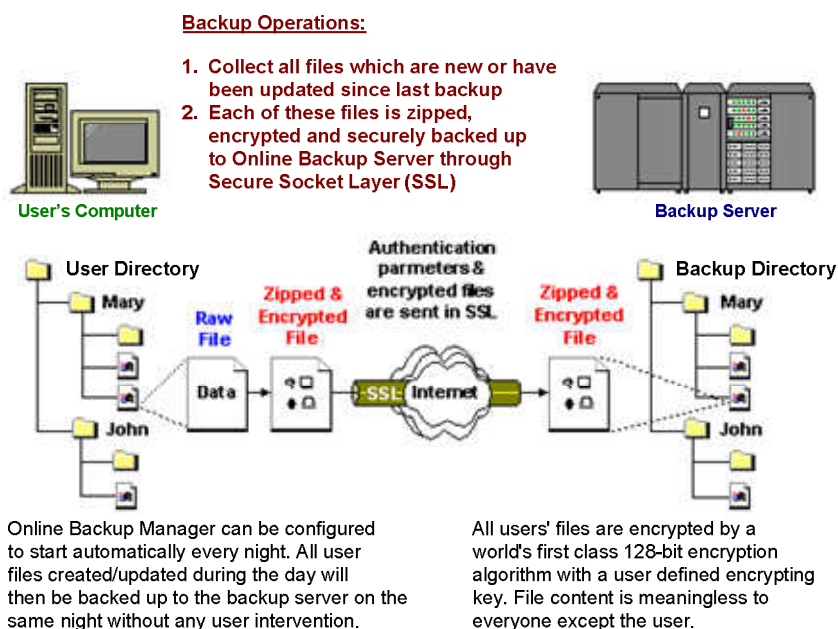 Backup Operations:
1. Collect all files which are new or have
been updated since last backup
2. Each of these files is zipped,
encrypted and securely backed up
to Online Backup Server through
Secure Socket Layer (SSL)
User's Computer
Backup Server
User Directory
Mary
John
Raw
File
Data
Zipped &
Encrypted
File
Authentication
parmeters &
encrypted files
are sent in SSL
SSL
Internet
Zipped &
Encrypted
File
Backup Directory
Mary
John
Online Backup Manager can be configured
to start automatically every night. All user
files created/updated during the day will
then be backed up to the backup server on the
same night without any user intervention.
All users' files are encrypted by a
world's first class 128-bit encryption
algorithm with a user defined encrypting
key. File content is meaningless to
everyone except the user.